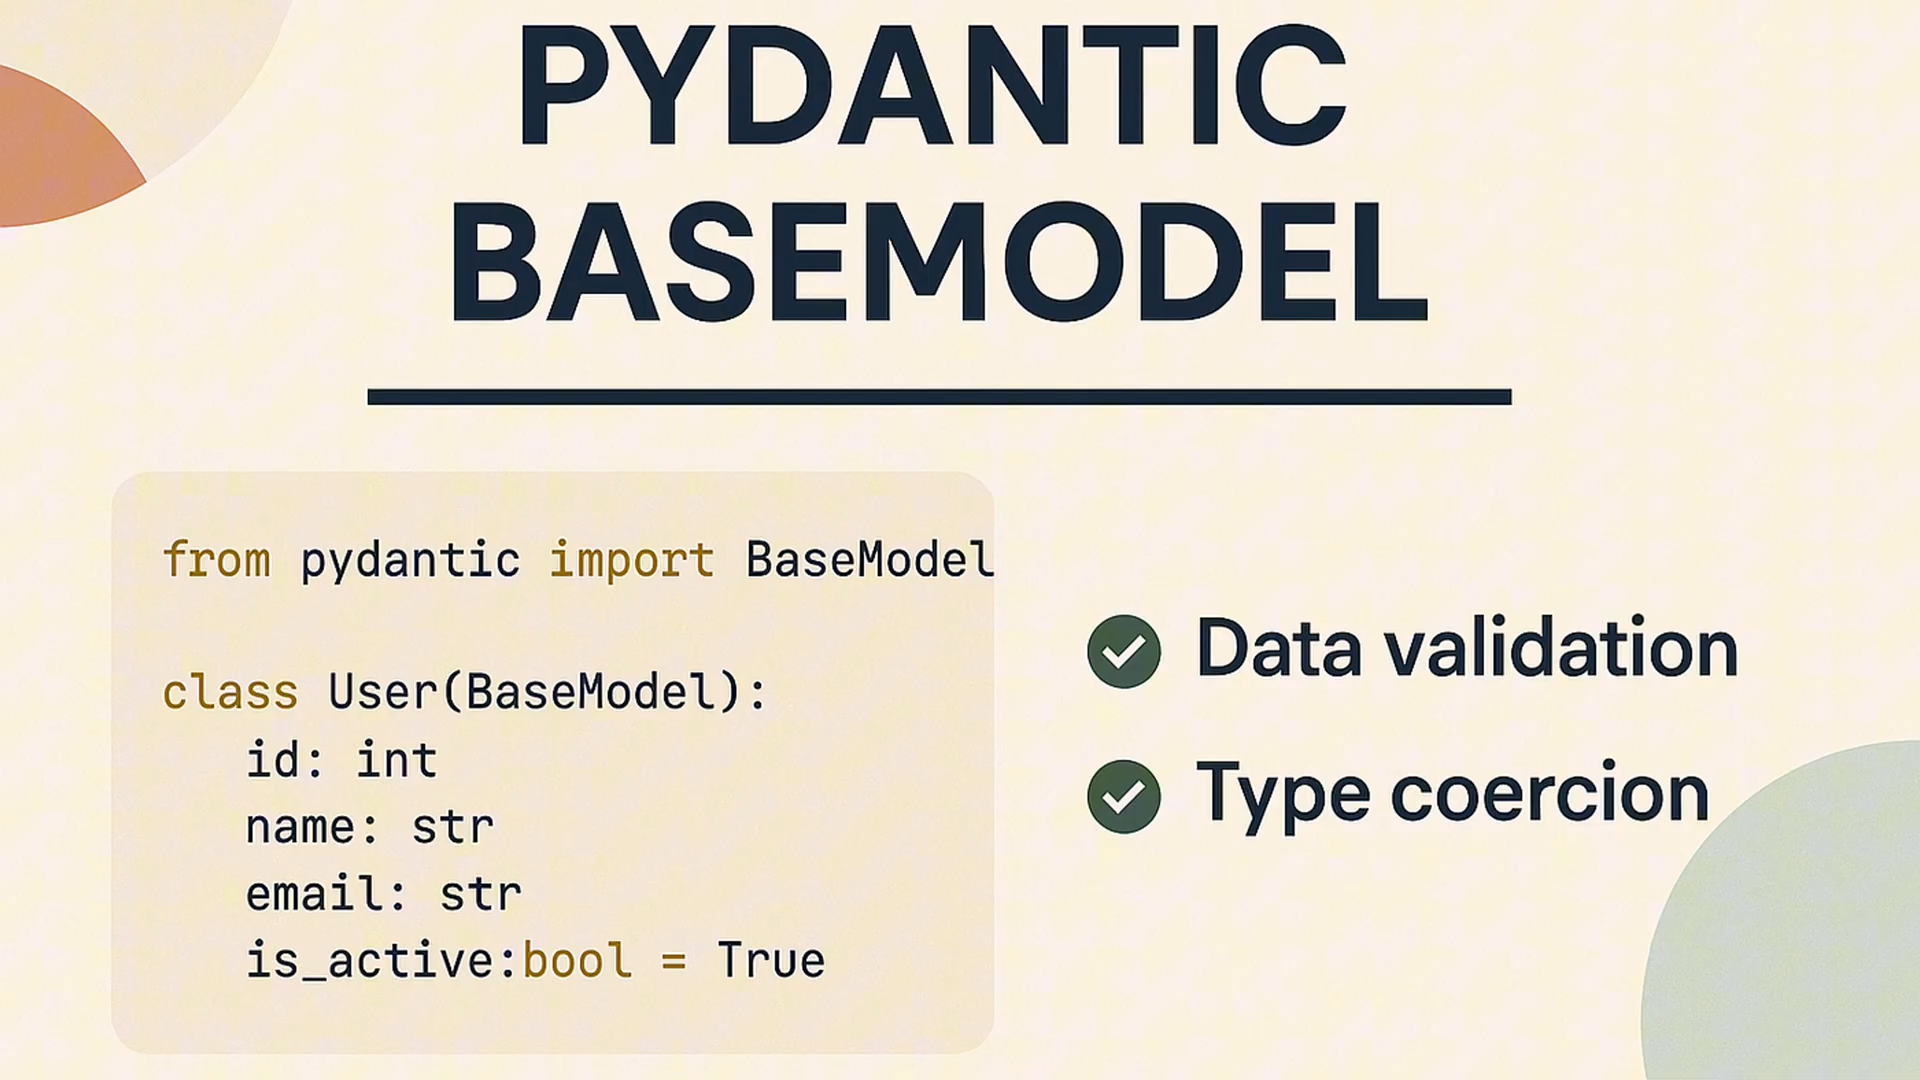 PYDANTIC
BASEMODEL
from pydantic import BaseModel
class User(BaseModel):
id: int
name: str
email: str
is_active:bool = True
Data validation
Type coercion